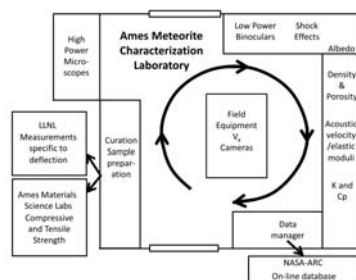 Ames Meteorite
Characterization
Laboratory
High
Power
Micro-
scopes
Low Power
Binoculars
Shock
Effects
Albedo
Density
&
Porosity
Acoustic
velocity
/elastic
moduli
K and
Cp
Field
Equipment
Cameras
Curation
Sample
prepar-
ation
LLNL
Measurements
specific to
deflection
Ames Materials
Science Labs
Compressive
and Tensile
Strength
Data
manager
NASA-ARC
On-line database